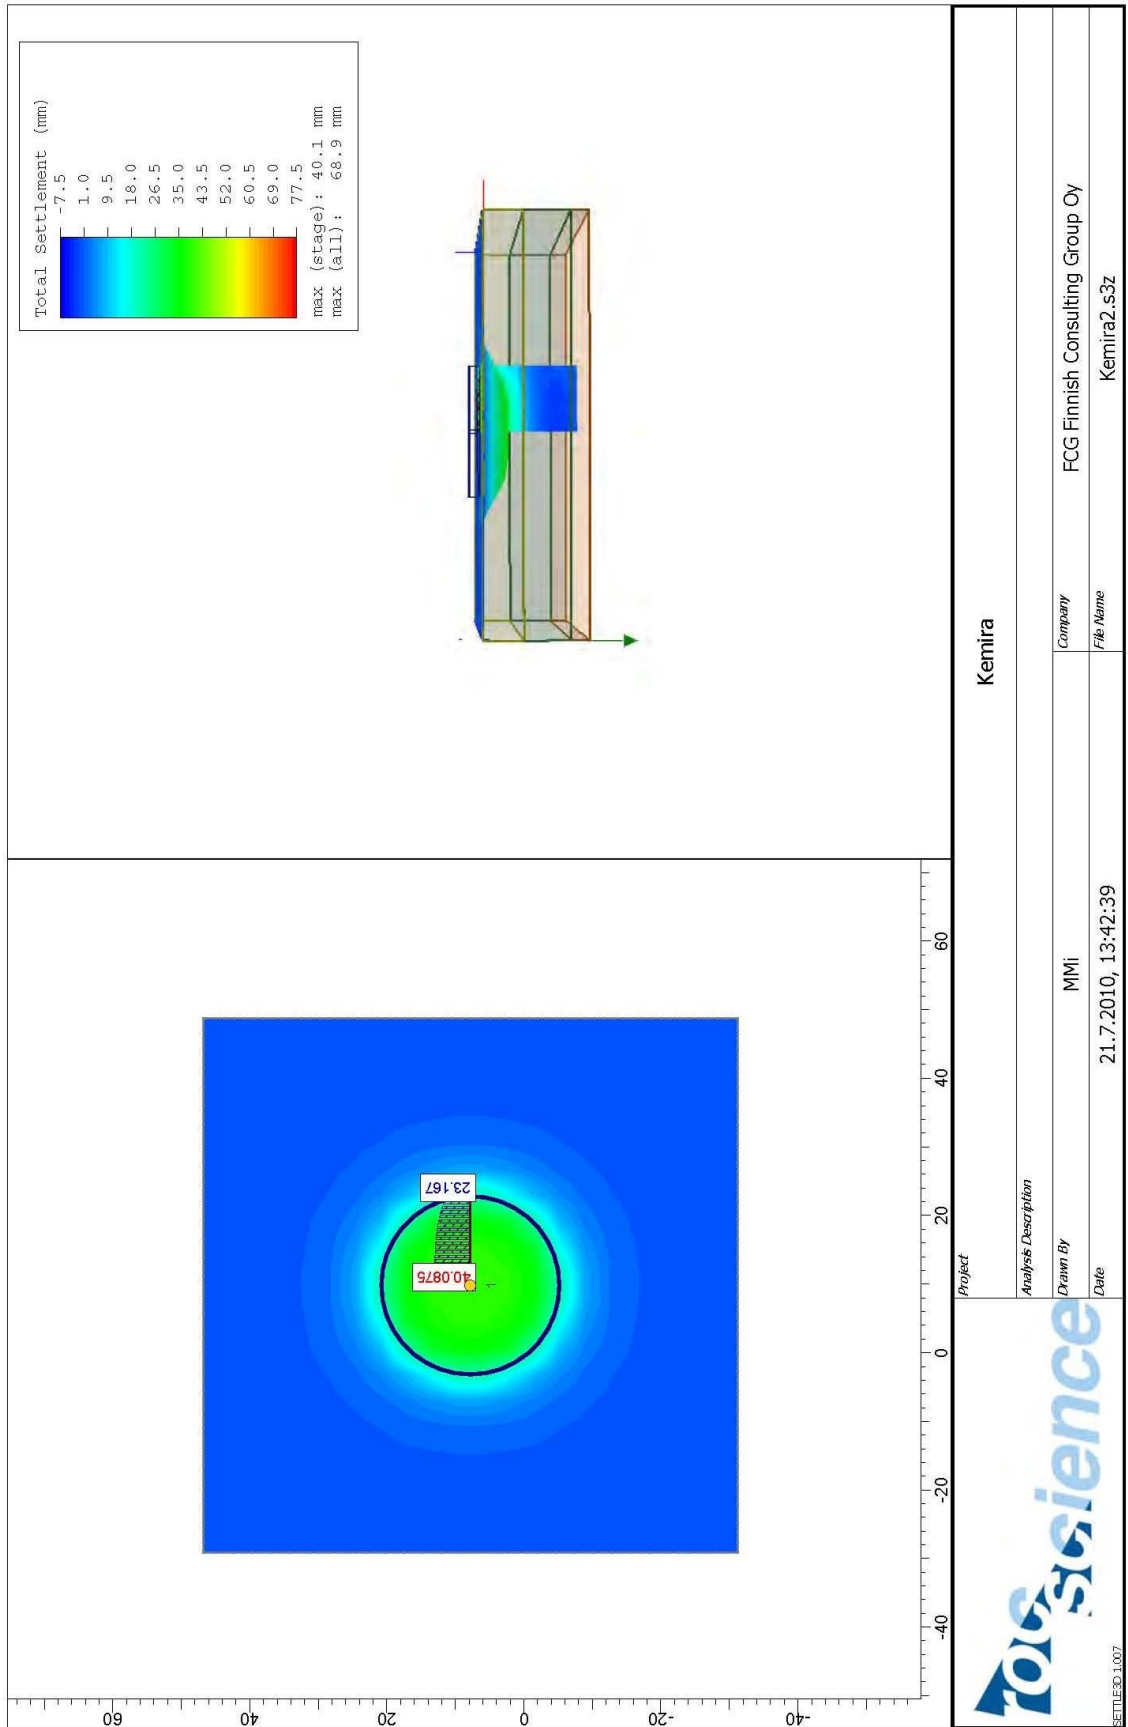 Total Settlement (mm)
-7.5
1.0
9.5
18.0
26.5
35.0
43.5
52.0
60.5
69.0
77.5
max (stage): 40.1 mm
max (all): 68.9 mm
60
40
20
0
-20
-40
23.167
40.0875
1
-40
-20
0
20
40
60
rocscience
SETTLE3D 1.007
Project
Kemira
Analysis Description
Drawn By
MMi
Company
FCG Finnish Consulting Group Oy
Date
21.7.2010, 13:42:39
File Name
Kemira2.s3z